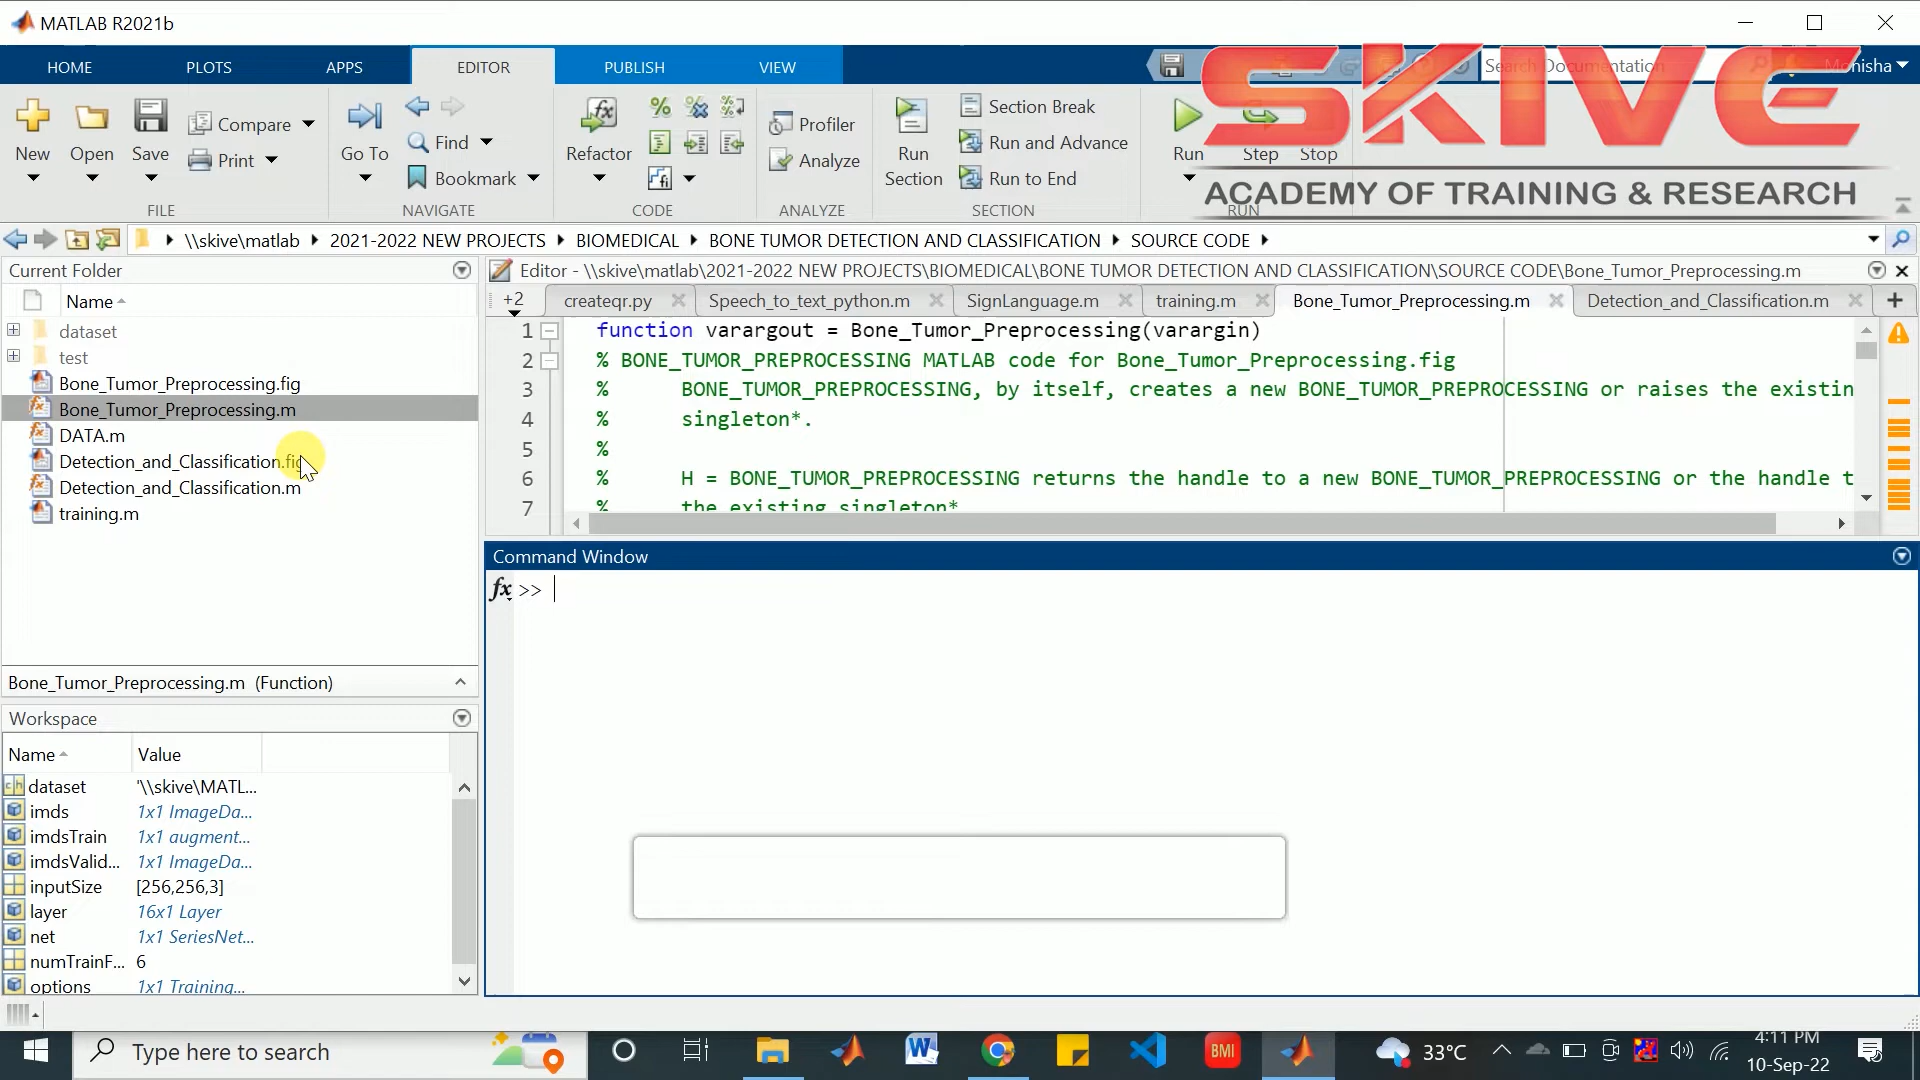 MATLAB R2021b
HOME
PLOTS
APPS
EDITOR
PUBLISH
VIEW
Search Documentation
Monisha
SKIVE
ACADEMY OF TRAINING & RESEARCH
New
Open
Save
Compare
Print
FILE
Go To
Find
Bookmark
NAVIGATE
Refactor
fi
CODE
Profiler
Analyze
ANALYZE
Run Section
Section Break
Run and Advance
Run to End
SECTION
Run
Step
Stop
RUN
\\skive\matlab
2021-2022 NEW PROJECTS
BIOMEDICAL
BONE TUMOR DETECTION AND CLASSIFICATION
SOURCE CODE
Current Folder
Name
dataset
test
Bone_Tumor_Preprocessing.fig
Bone_Tumor_Preprocessing.m
DATA.m
Detection_and_Classification.fig
Detection_and_Classification.m
training.m
Bone_Tumor_Preprocessing.m (Function)
Workspace
Name Value
dataset '\\skive\MATL...
imds 1x1 ImageDa...
imdsTrain 1x1 augment...
imdsValid... 1x1 ImageDa...
inputSize [256,256,3]
layer 16x1 Layer
net 1x1 SeriesNet...
numTrainF... 6
options 1x1 Training...
Editor - \\skive\matlab\2021-2022 NEW PROJECTS\BIOMEDICAL\BONE TUMOR DETECTION AND CLASSIFICATION\SOURCE CODE\Bone_Tumor_Preprocessing.m
+2
createqr.py
Speech_to_text_python.m
SignLanguage.m
training.m
Bone_Tumor_Preprocessing.m
Detection_and_Classification.m
1 function varargout = Bone_Tumor_Preprocessing(varargin)
2 % BONE_TUMOR_PREPROCESSING MATLAB code for Bone_Tumor_Preprocessing.fig
3 % BONE_TUMOR_PREPROCESSING, by itself, creates a new BONE_TUMOR_PREPROCESSING or raises the existin
4 % singleton*.
5 %
6 % H = BONE_TUMOR_PREPROCESSING returns the handle to a new BONE_TUMOR_PREPROCESSING or the handle t
7 % the existing singleton*
Command Window
fx >>
Type here to search
W
BMI
33°C
4:11 PM
10-Sep-22